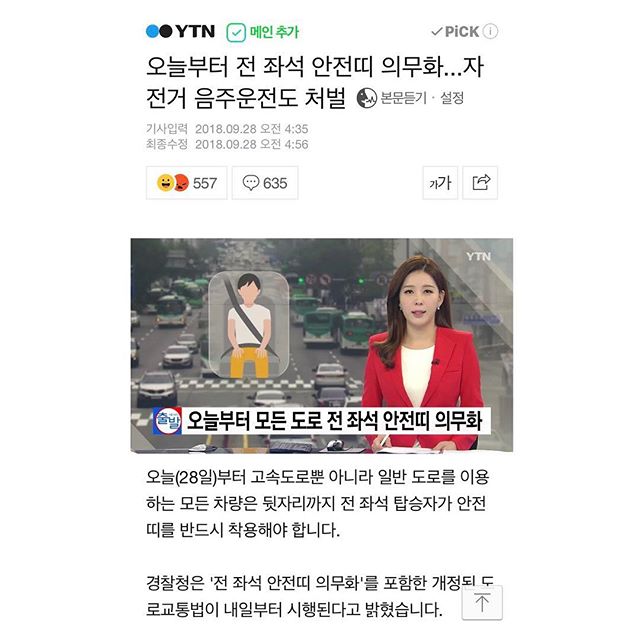 YTN 메인 추가 PiCK
오늘부터 전 좌석 안전띠 의무화...자
전거 음주운전도 처벌 본문듣기 · 설정
기사입력 2018.09.28 오전 4:35
최종수정 2018.09.28 오전 4:56
557 635 가가
YTN
출발 오늘부터 모든 도로 전 좌석 안전띠 의무화
오늘(28일)부터 고속도로뿐 아니라 일반 도로를 이용
하는 모든 차량은 뒷자리까지 전 좌석 탑승자가 안전
띠를 반드시 착용해야 합니다.
경찰청은 '전 좌석 안전띠 의무화'를 포함한 개정된 도
로교통법이 내일부터 시행된다고 밝혔습니다.